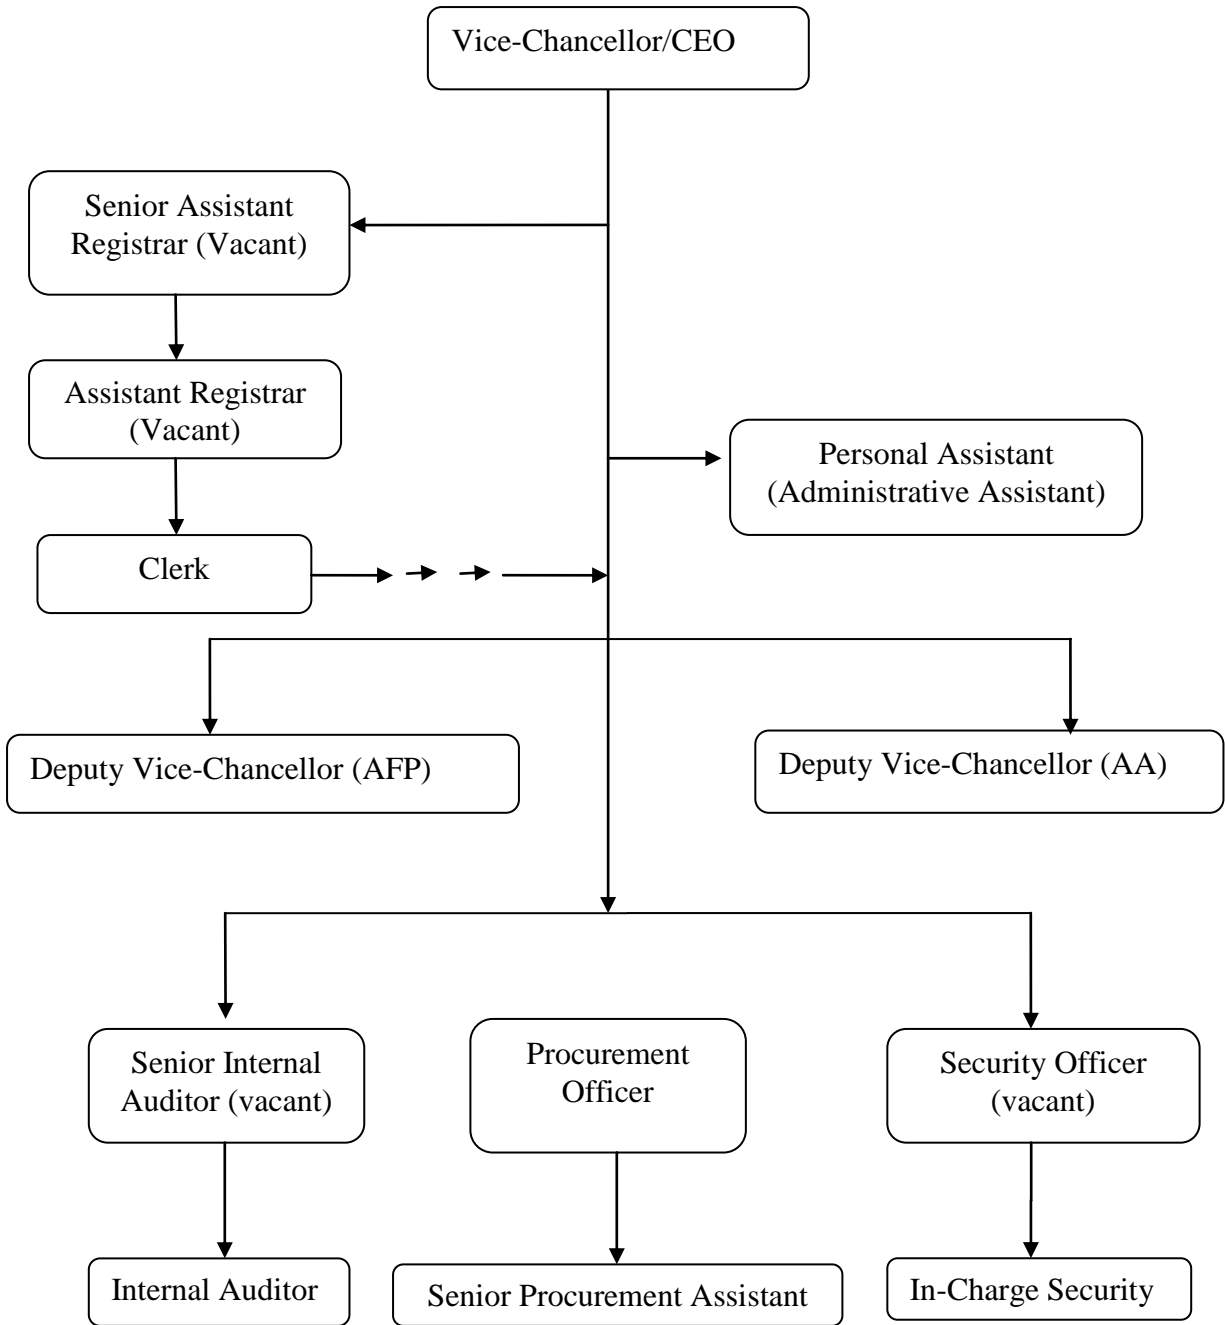 Vice-Chancellor/CEO
Senior Assistant
Registrar (Vacant)
Assistant Registrar
(Vacant)
Personal Assistant
(Administrative Assistant)
Clerk
Deputy Vice-Chancellor (AFP)
Deputy Vice-Chancellor (AA)
Senior Internal
Auditor (vacant)
Procurement
Officer
Security Officer
(vacant)
Internal Auditor
Senior Procurement Assistant
In-Charge Security